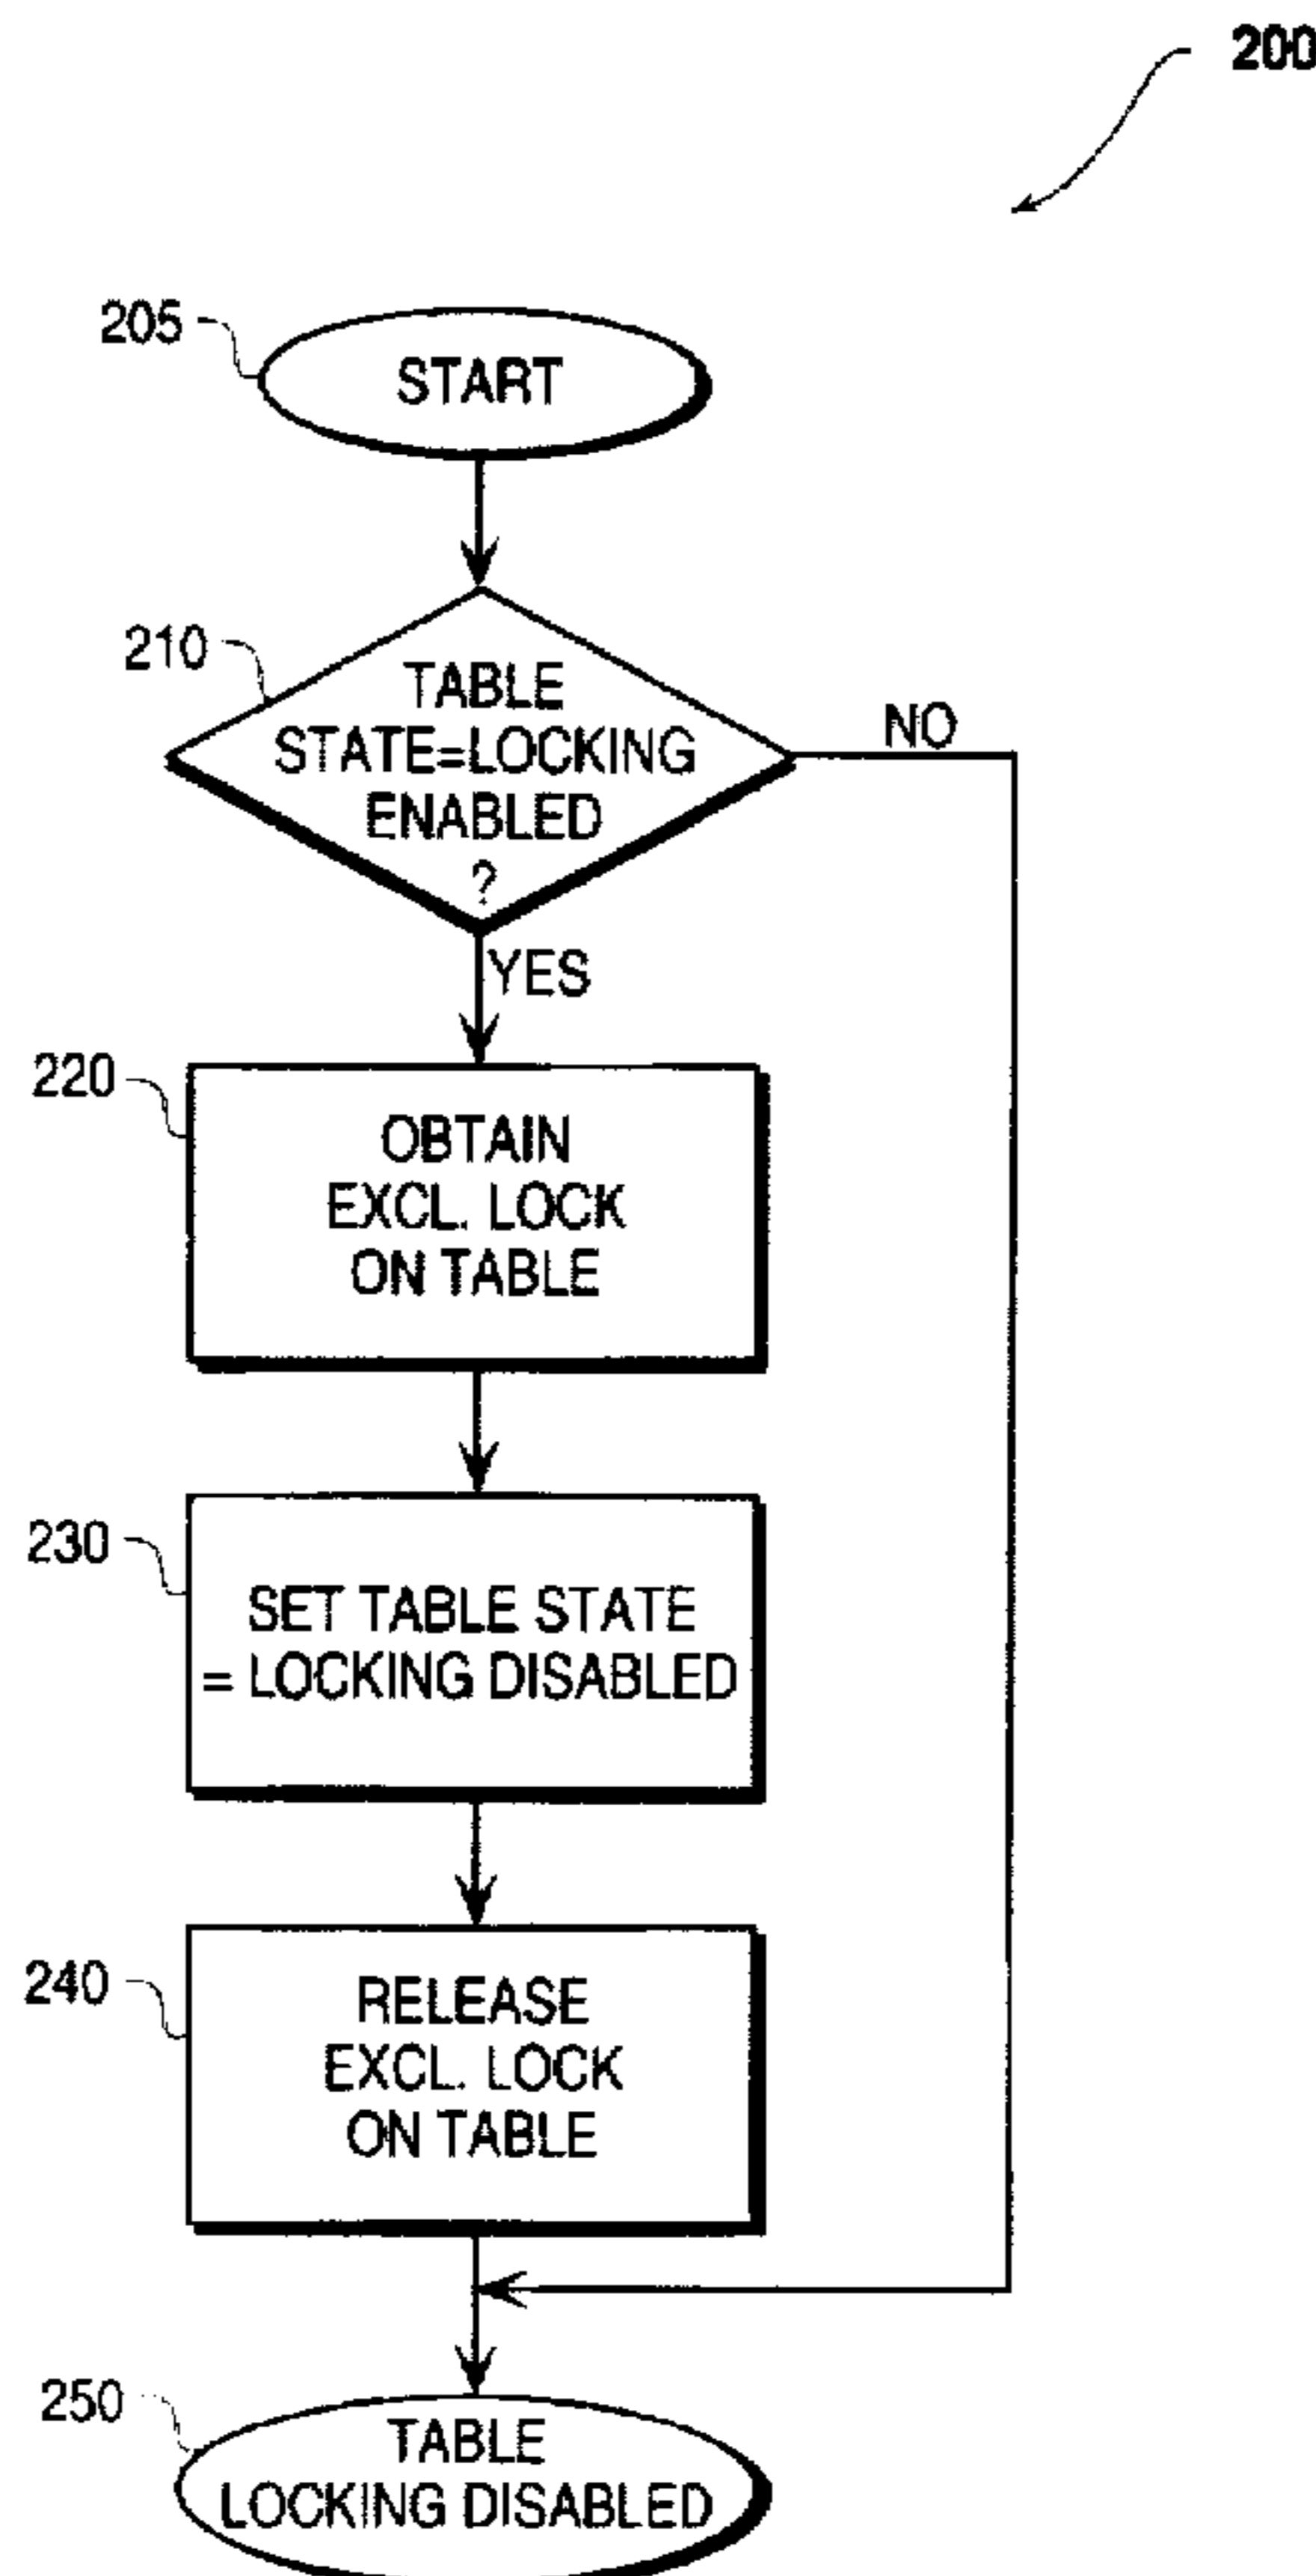 200
205
START
210
TABLE
STATE=LOCKING
ENABLED
?
NO
YES
220
OBTAIN
EXCL. LOCK
ON TABLE
230
SET TABLE STATE
= LOCKING DISABLED
240
RELEASE
EXCL. LOCK
ON TABLE
250
TABLE
LOCKING DISABLED